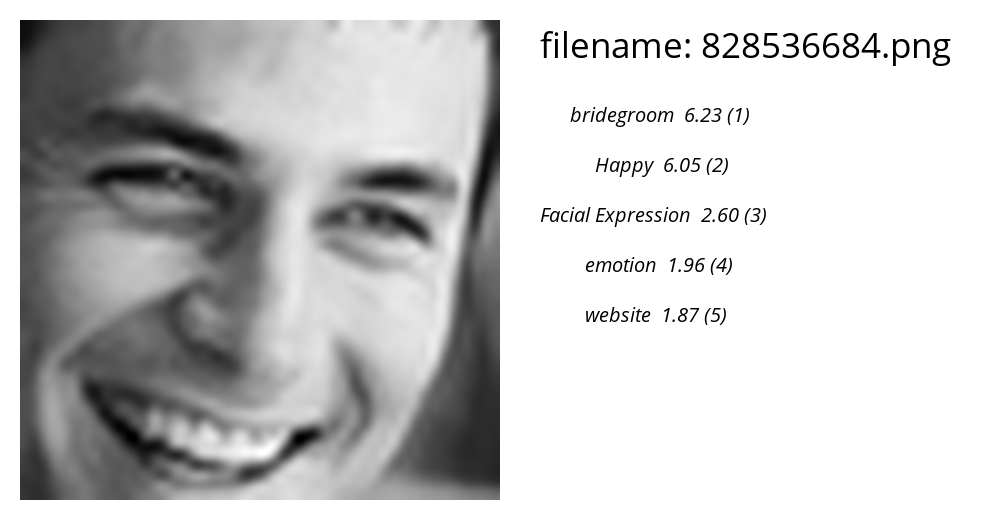 filename: 828536684.png
bridegroom 6.23 (1)
Happy 6.05 (2)
Facial Expression 2.60 (3)
emotion 1.96 (4)
website 1.87 (5)